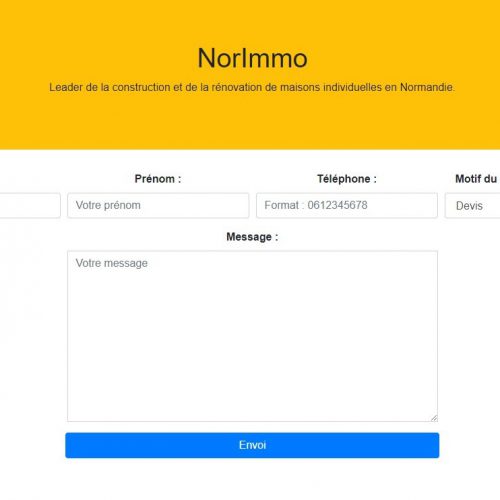 NorImmo
Leader de la construction et de la rénovation de maisons individuelles en Normandie.
Prénom : Téléphone : Motif du
Votre prénom Format : 0612345678 Devis
Message :
Votre message
Envoi